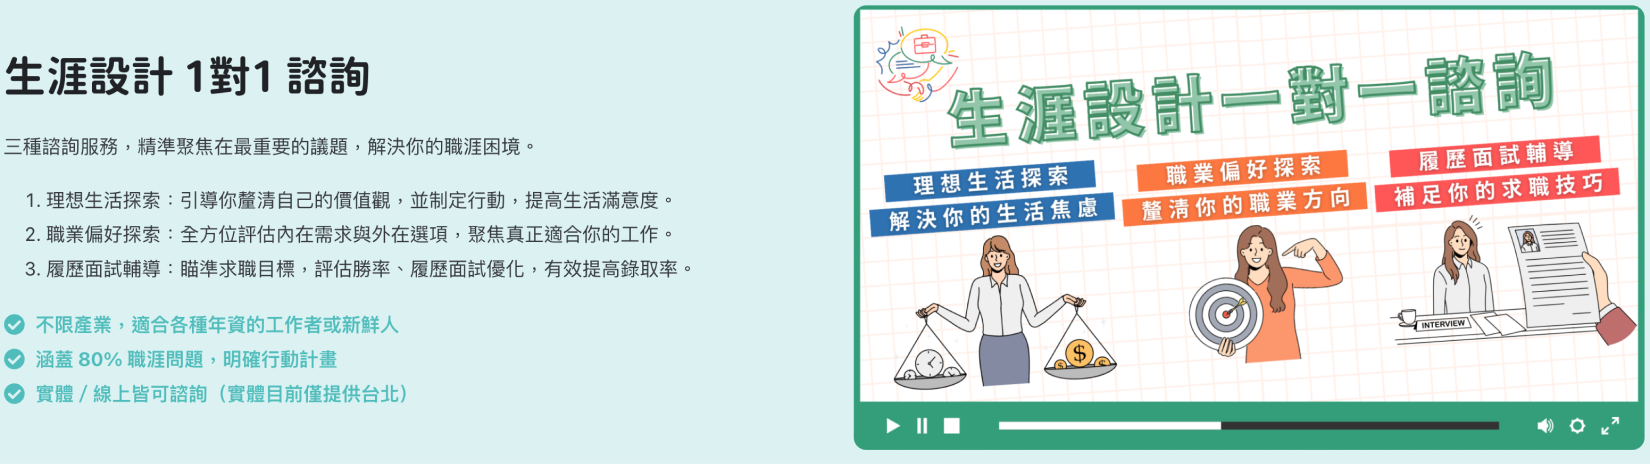 生涯設計 1對1 諮詢
三種諮詢服務，精準聚焦在最重要的議題，解決你的職涯困境。
1. 理想生活探索：引導你釐清自己的價值觀，並制定行動，提高生活滿意度。
2. 職業偏好探索：全方位評估內在需求與外在選項，聚焦真正適合你的工作。
3. 履歷面試輔導：瞄準求職目標，評估勝率、履歷面試優化，有效提高錄取率。
不限產業，適合各種年資的工作者或新鮮人
涵蓋 80% 職涯問題，明確行動計畫
實體 / 線上皆可諮詢（實體目前僅提供台北）
生涯設計一對一諮詢
理想生活探索
解決你的生活焦慮
職業偏好探索
釐清你的職業方向
履歷面試輔導
補足你的求職技巧
$
$
$
INTERVIEW